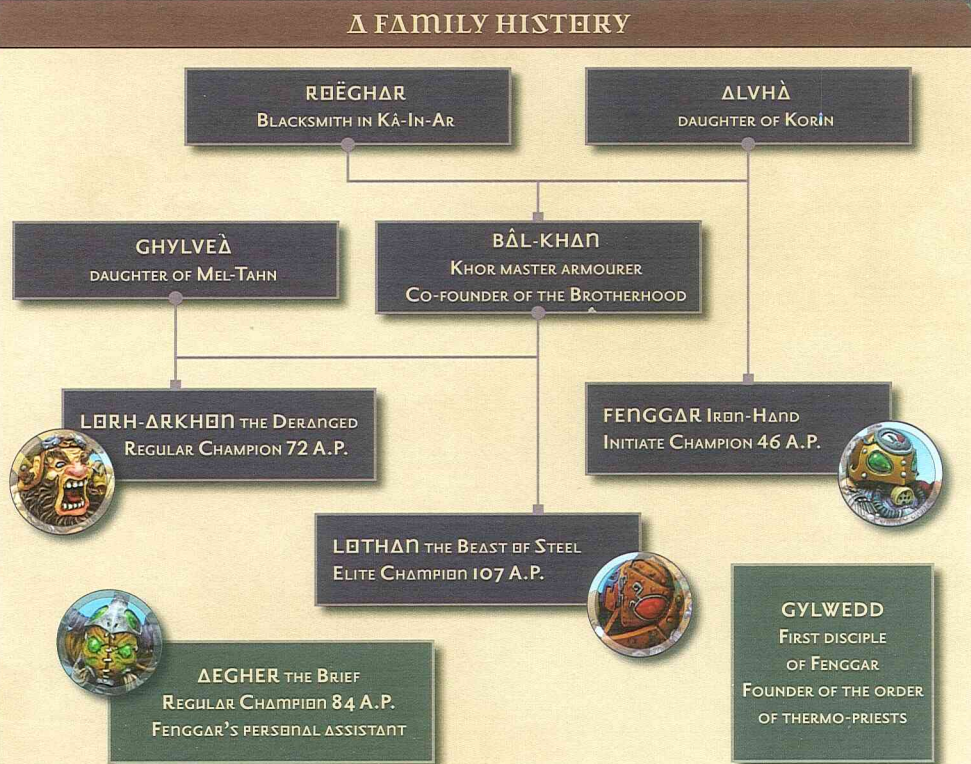 A FAMILY HISTORY
ROËGHAR
BLACKSMITH IN KÂ-IN-AR
ALVHÀ
DAUGHTER OF KORIN
GHYLVEÀ
DAUGHTER OF MEL-TAHN
BÂL-KHAN
KHOR MASTER ARMOURER
CO-FOUNDER OF THE BROTHERHOOD
LORH-ARKHON THE DERANGED
REGULAR CHAMPION 72 A.P.
FENGGAR IRON-HAND
INITIATE CHAMPION 46 A.P.
LOTHAN THE BEAST OF STEEL
ELITE CHAMPION 107 A.P.
AEGHER THE BRIEF
REGULAR CHAMPION 84 A.P.
FENGGAR'S PERSONAL ASSISTANT
GYLWEDD
FIRST DISCIPLE
OF FENGGAR
FOUNDER OF THE ORDER
OF THERMO-PRIESTS